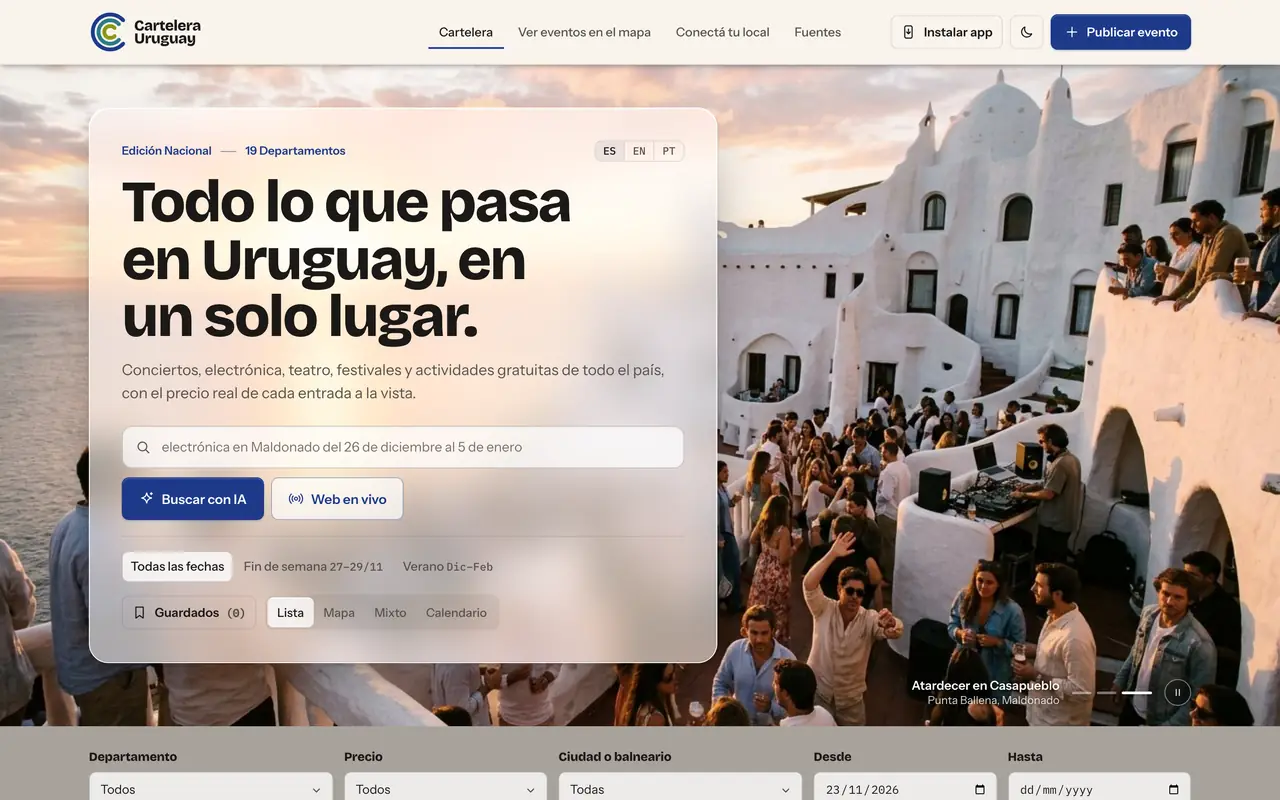 Cartelera
Uruguay
Cartelera
Ver eventos en el mapa
Conectá tu local
Fuentes
Instalar app
Publicar evento
Edición Nacional — 19 Departamentos
ES EN PT
Todo lo que pasa
en Uruguay, en
un solo lugar.
Conciertos, electrónica, teatro, festivales y actividades gratuitas de todo el país,
con el precio real de cada entrada a la vista.
electrónica en Maldonado del 26 de diciembre al 5 de enero
Buscar con IA
Web en vivo
Todas las fechas
Fin de semana 27–29/11
Verano Dic–Feb
Guardados (0)
Lista
Mapa
Mixto
Calendario
Atardecer en Casapueblo
Punta Ballena, Maldonado
Departamento
Precio
Ciudad o balneario
Desde
Hasta
Todos
Todos
Todas
23/11/2026
dd/mm/yyyy